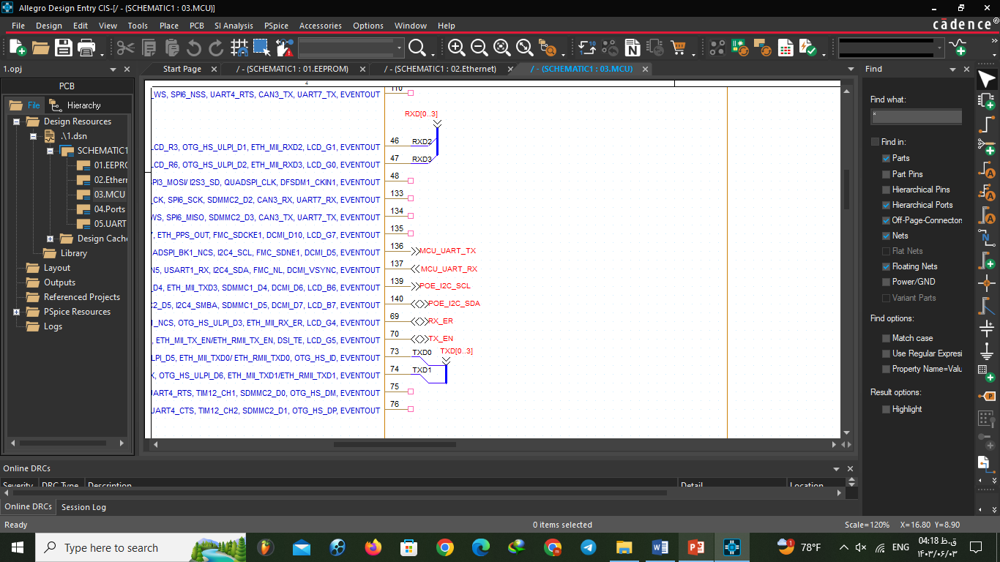 Allegro Design Entry CIS-[/ - (SCHEMATIC1 : 03.MCU)]
File Design Edit View Tools Place PCB SI Analysis PSpice Accessories Options Window Help
cādence®
1.opj
Start Page
/ - (SCHEMATIC1 : 01.EEPROM)
/ - (SCHEMATIC1 : 02.Ethernet)
/ - (SCHEMATIC1 : 03.MCU)
PCB
File Hierarchy
Design Resources
.\1.dsn
SCHEMATIC1
01.EEPRO
02.Ethern
03.MCU
04.Ports
05.UART
Design Cache
Library
Layout
Outputs
Referenced Projects
PSpice Resources
Logs
4
_WS, SPI6_NSS, UART4_RTS, CAN3_TX, UART7_TX, EVENTOUT 110
RXD[0..3]
LCD_R3, OTG_HS_ULPI_D1, ETH_MII_RXD2, LCD_G1, EVENTOUT 46 RXD2
LCD_R6, OTG_HS_ULPI_D2, ETH_MII_RXD3, LCD_G0, EVENTOUT 47 RXD3
SPI3_MOSI/ I2S3_SD, QUADSPI_CLK, DFSDM1_CKIN1, EVENTOUT 48
_CK, SPI6_SCK, SDMMC2_D2, CAN3_RX, UART7_RX, EVENTOUT 133
WS, SPI6_MISO, SDMMC2_D3, CAN3_TX, UART7_TX, EVENTOUT 134
7, ETH_PPS_OUT, FMC_SDCKE1, DCMI_D10, LCD_G7, EVENTOUT 135
ADSPI_BK1_NCS, I2C4_SCL, FMC_SDNE1, DCMI_D5, EVENTOUT 136 MCU_UART_TX
N5, USART1_RX, I2C4_SDA, FMC_NL, DCMI_VSYNC, EVENTOUT 137 MCU_UART_RX
_D4, ETH_MII_TXD3, SDMMC1_D4, DCMI_D6, LCD_B6, EVENTOUT 139 POE_I2C_SCL
C2_D5, I2C4_SMBA, SDMMC1_D5, DCMI_D7, LCD_B7, EVENTOUT 140 POE_I2C_SDA
1_NCS, OTG_HS_ULPI_D3, ETH_MII_RX_ER, LCD_G4, EVENTOUT 69 RX_ER
, ETH_MII_TX_EN/ETH_RMII_TX_EN, DSI_TE, LCD_G5, EVENTOUT 70 TX_EN
LPI_D5, ETH_MII_TXD0/ ETH_RMII_TXD0, OTG_HS_ID, EVENTOUT 73 TXD0 TXD[0..3]
X, OTG_HS_ULPI_D6, ETH_MII_TXD1/ETH_RMII_TXD1, EVENTOUT 74 TXD1
UART4_RTS, TIM12_CH1, SDMMC2_D0, OTG_HS_DM, EVENTOUT 75
UART4_CTS, TIM12_CH2, SDMMC2_D1, OTG_HS_DP, EVENTOUT 76
Find
Find what:
*
Find in:
Parts
Part Pins
Hierarchical Pins
Hierarchical Ports
Off-Page-Connectors
Nets
Flat Nets
Floating Nets
Power/GND
Variant Parts
Find options:
Match case
Use Regular Expressi
Property Name=Valu
Result options:
Highlight
Online DRCs
Severity DRC Type Description Detail Location
Online DRCs Session Log
Ready 0 items selected Scale=120% X=16.80 Y=8.90
Type here to search
1
78°F
ENG
04:18 ق.ظ
۱۴۰۳/۰۶/۰۳